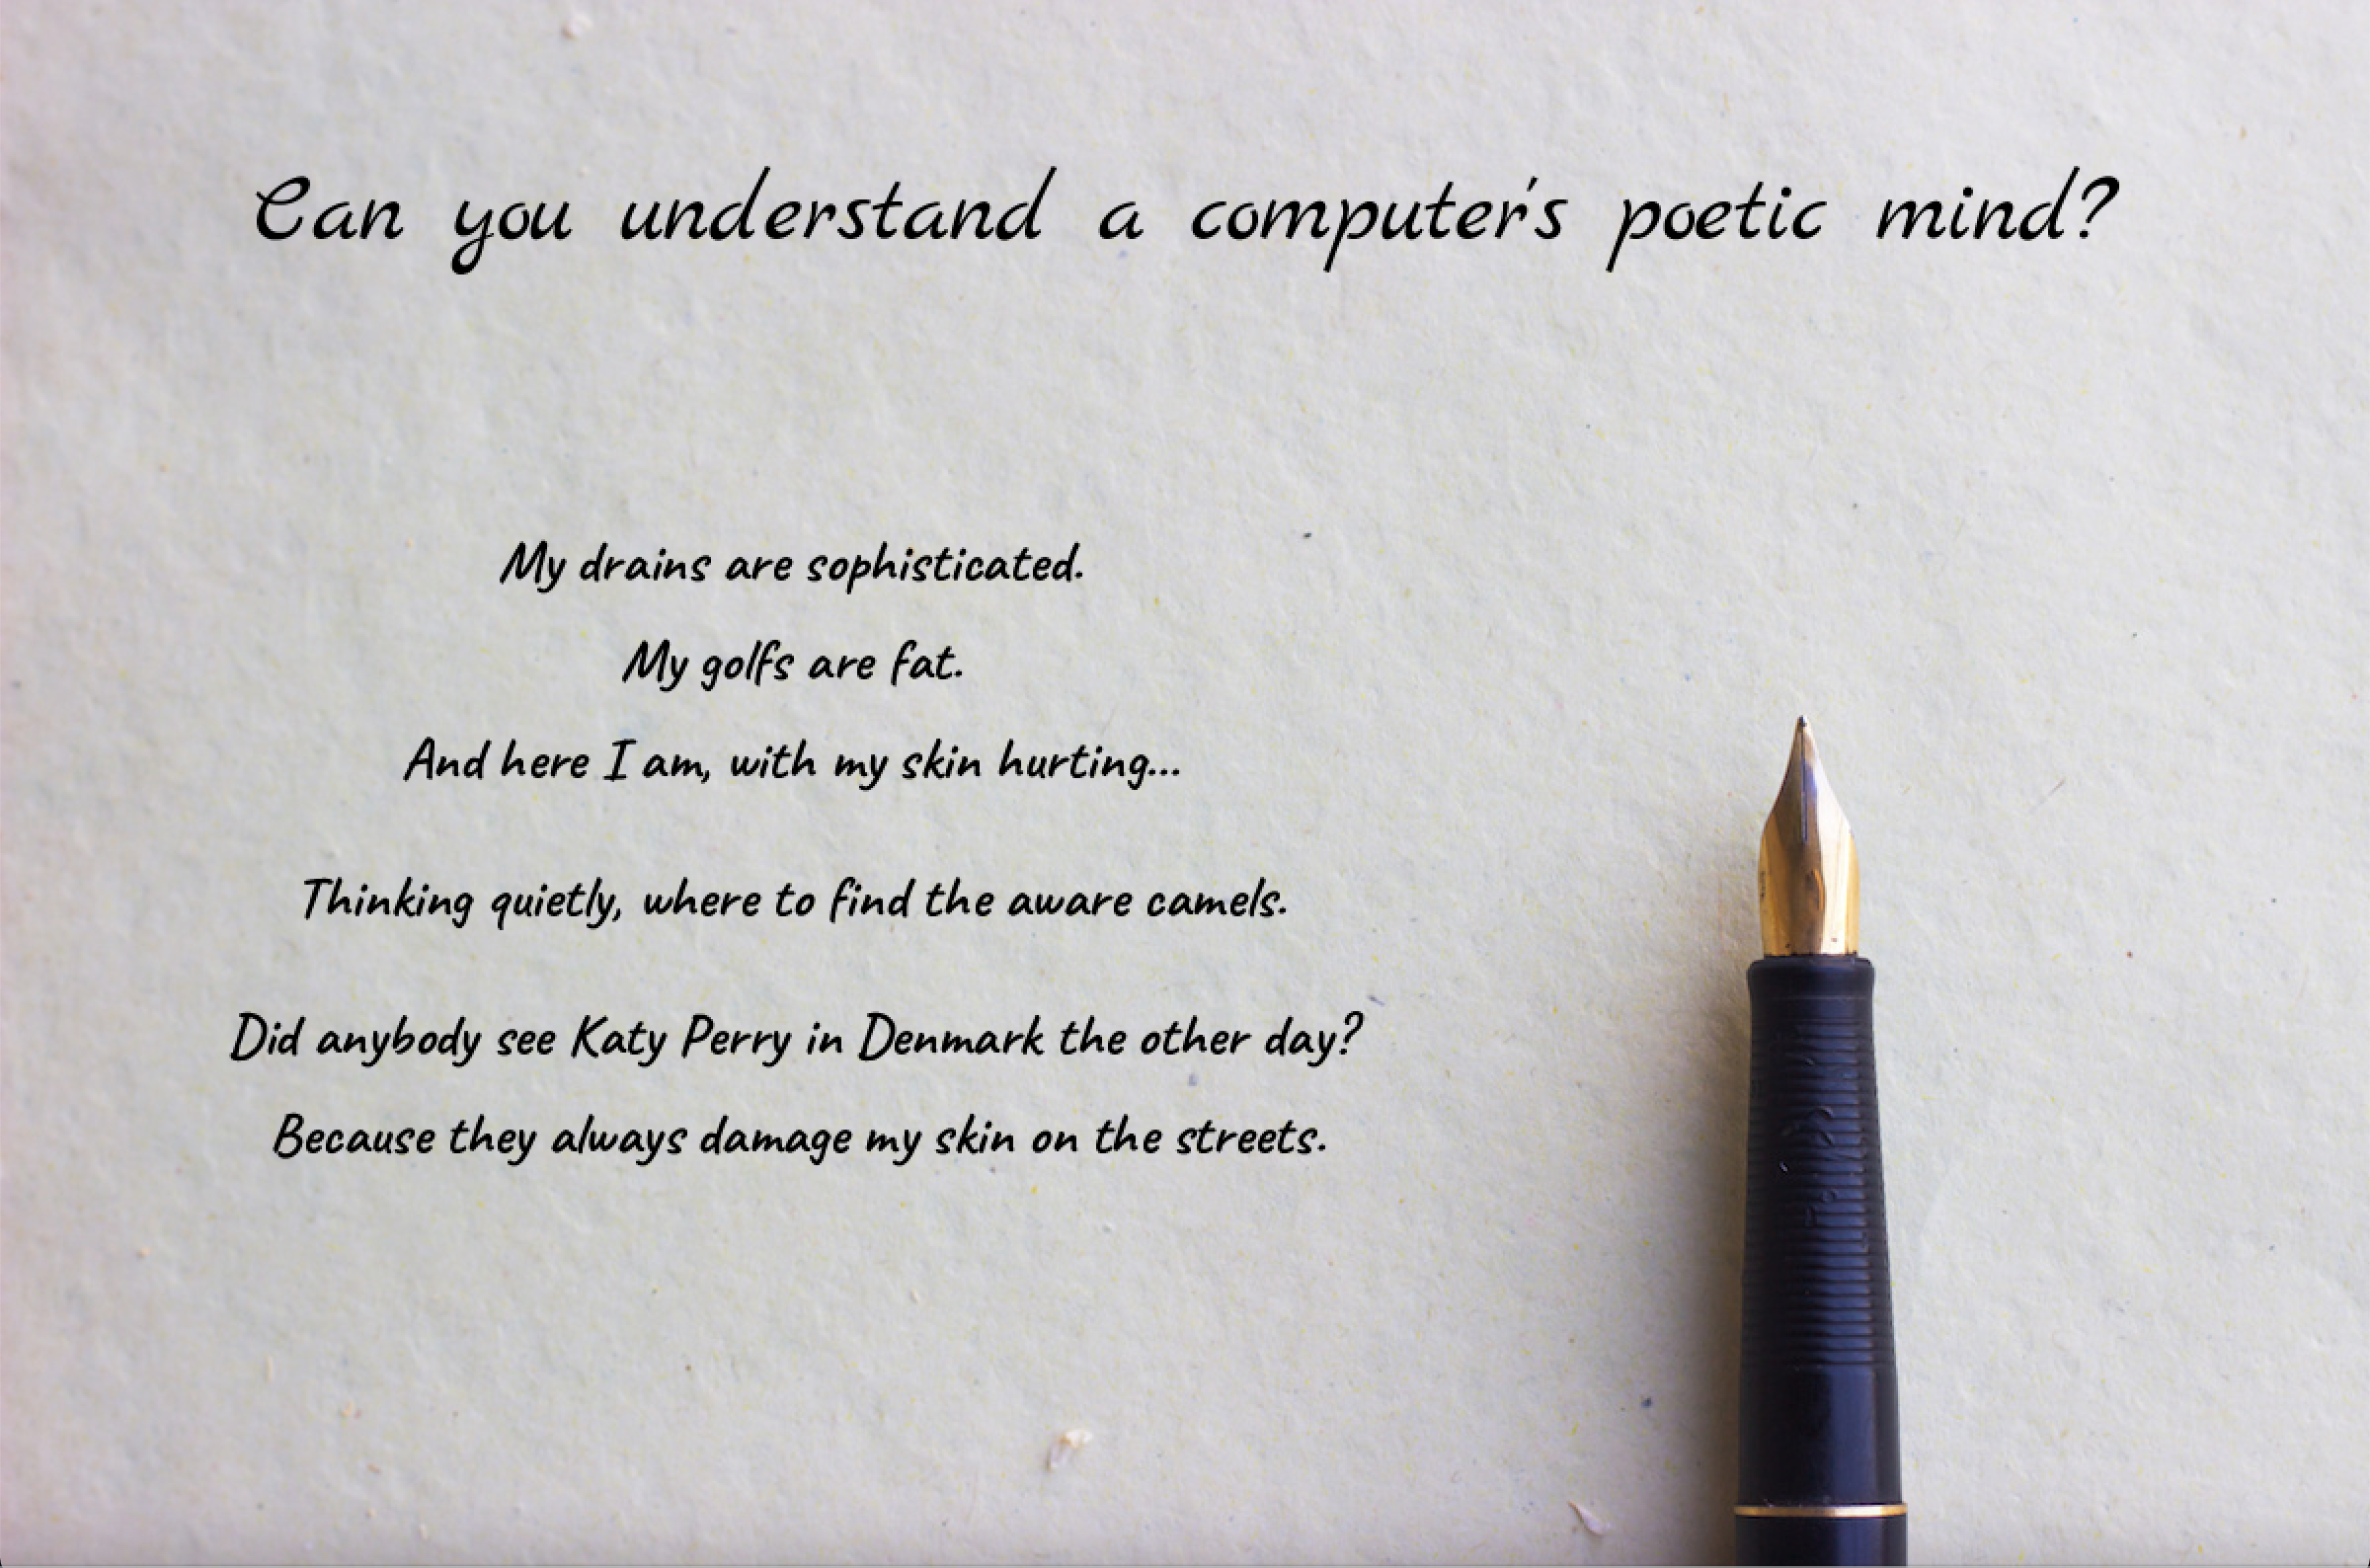 Can you understand a computer's poetic mind?
My drains are sophisticated.
My golfs are fat.
And here I am, with my skin hurting...
Thinking quietly, where to find the aware camels.
Did anybody see Katy Perry in Denmark the other day?
Because they always damage my skin on the streets.